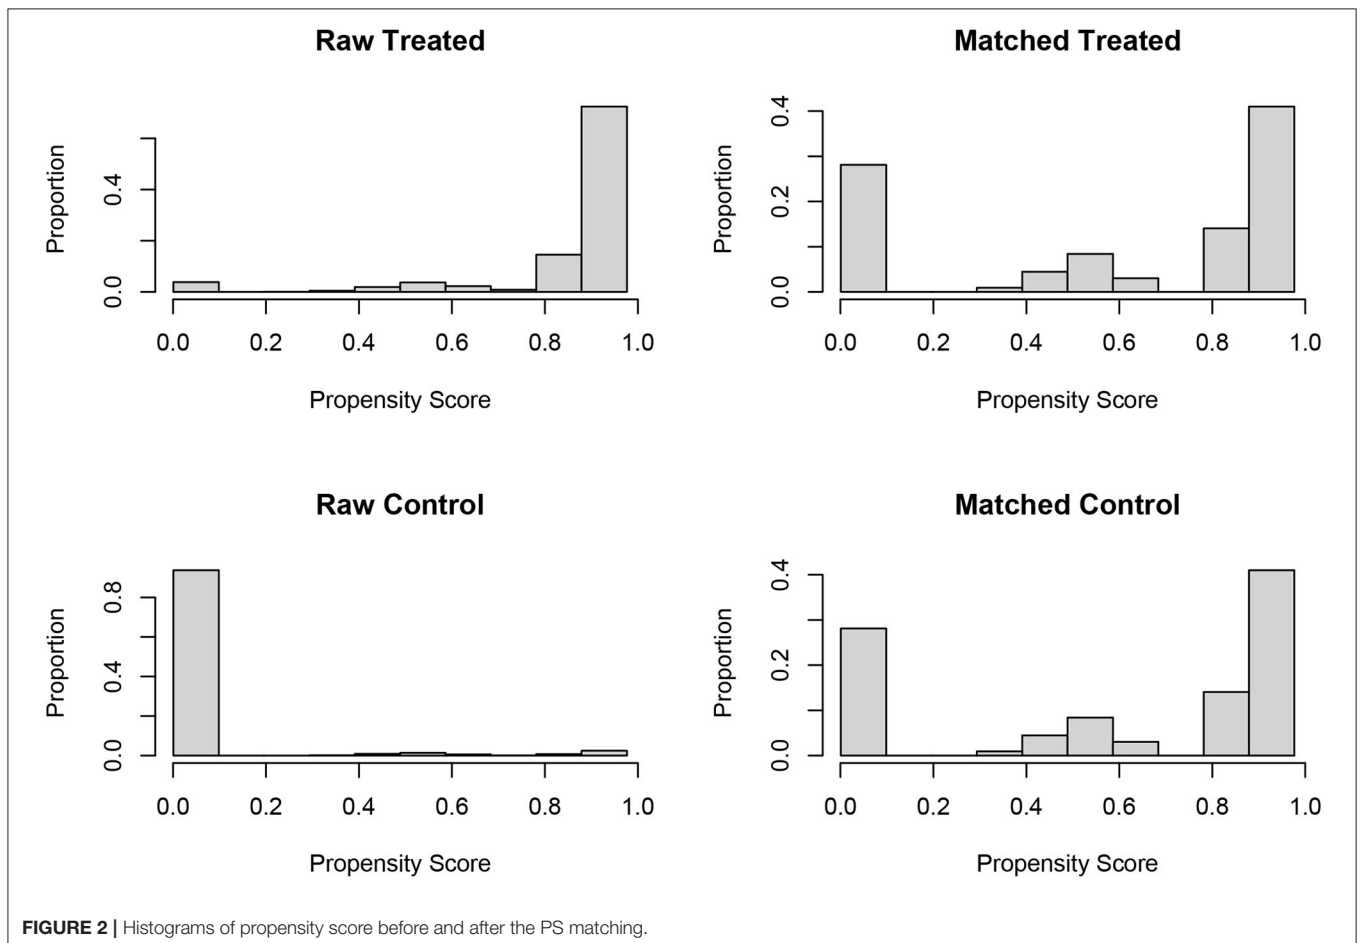 Raw Treated
Proportion
0.4
0.0
0.0 0.2 0.4 0.6 0.8 1.0
Propensity Score
Matched Treated
Proportion
0.4
0.2
0.0
0.0 0.2 0.4 0.6 0.8 1.0
Propensity Score
Raw Control
Proportion
0.8
0.4
0.0
0.0 0.2 0.4 0.6 0.8 1.0
Propensity Score
Matched Control
Proportion
0.4
0.2
0.0
0.0 0.2 0.4 0.6 0.8 1.0
Propensity Score
FIGURE 2 | Histograms of propensity score before and after the PS matching.